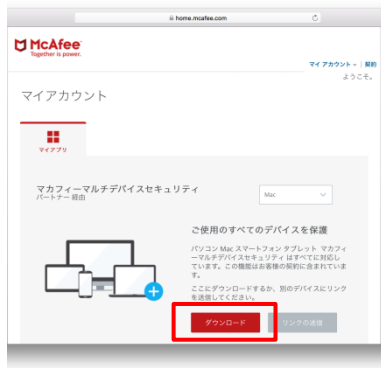 home.mcafee.com
McAfee
Together is power.
マイ アカウント | 契約
ようこそ。
マイアカウント
マイアプリ
マカフィーマルチデバイスセキュリティ
パートナー 経由
Mac
ご使用のすべてのデバイスを保護
パソコン Mac スマートフォン タブレット マカフィ
ーマルチデバイスセキュリティ はすべてに対応し
ています。この機能はお客様の契約に含まれていま
す。
ここにダウンロードするか、別のデバイスにリンク
を送信してください。
ダウンロード
リンクの送信